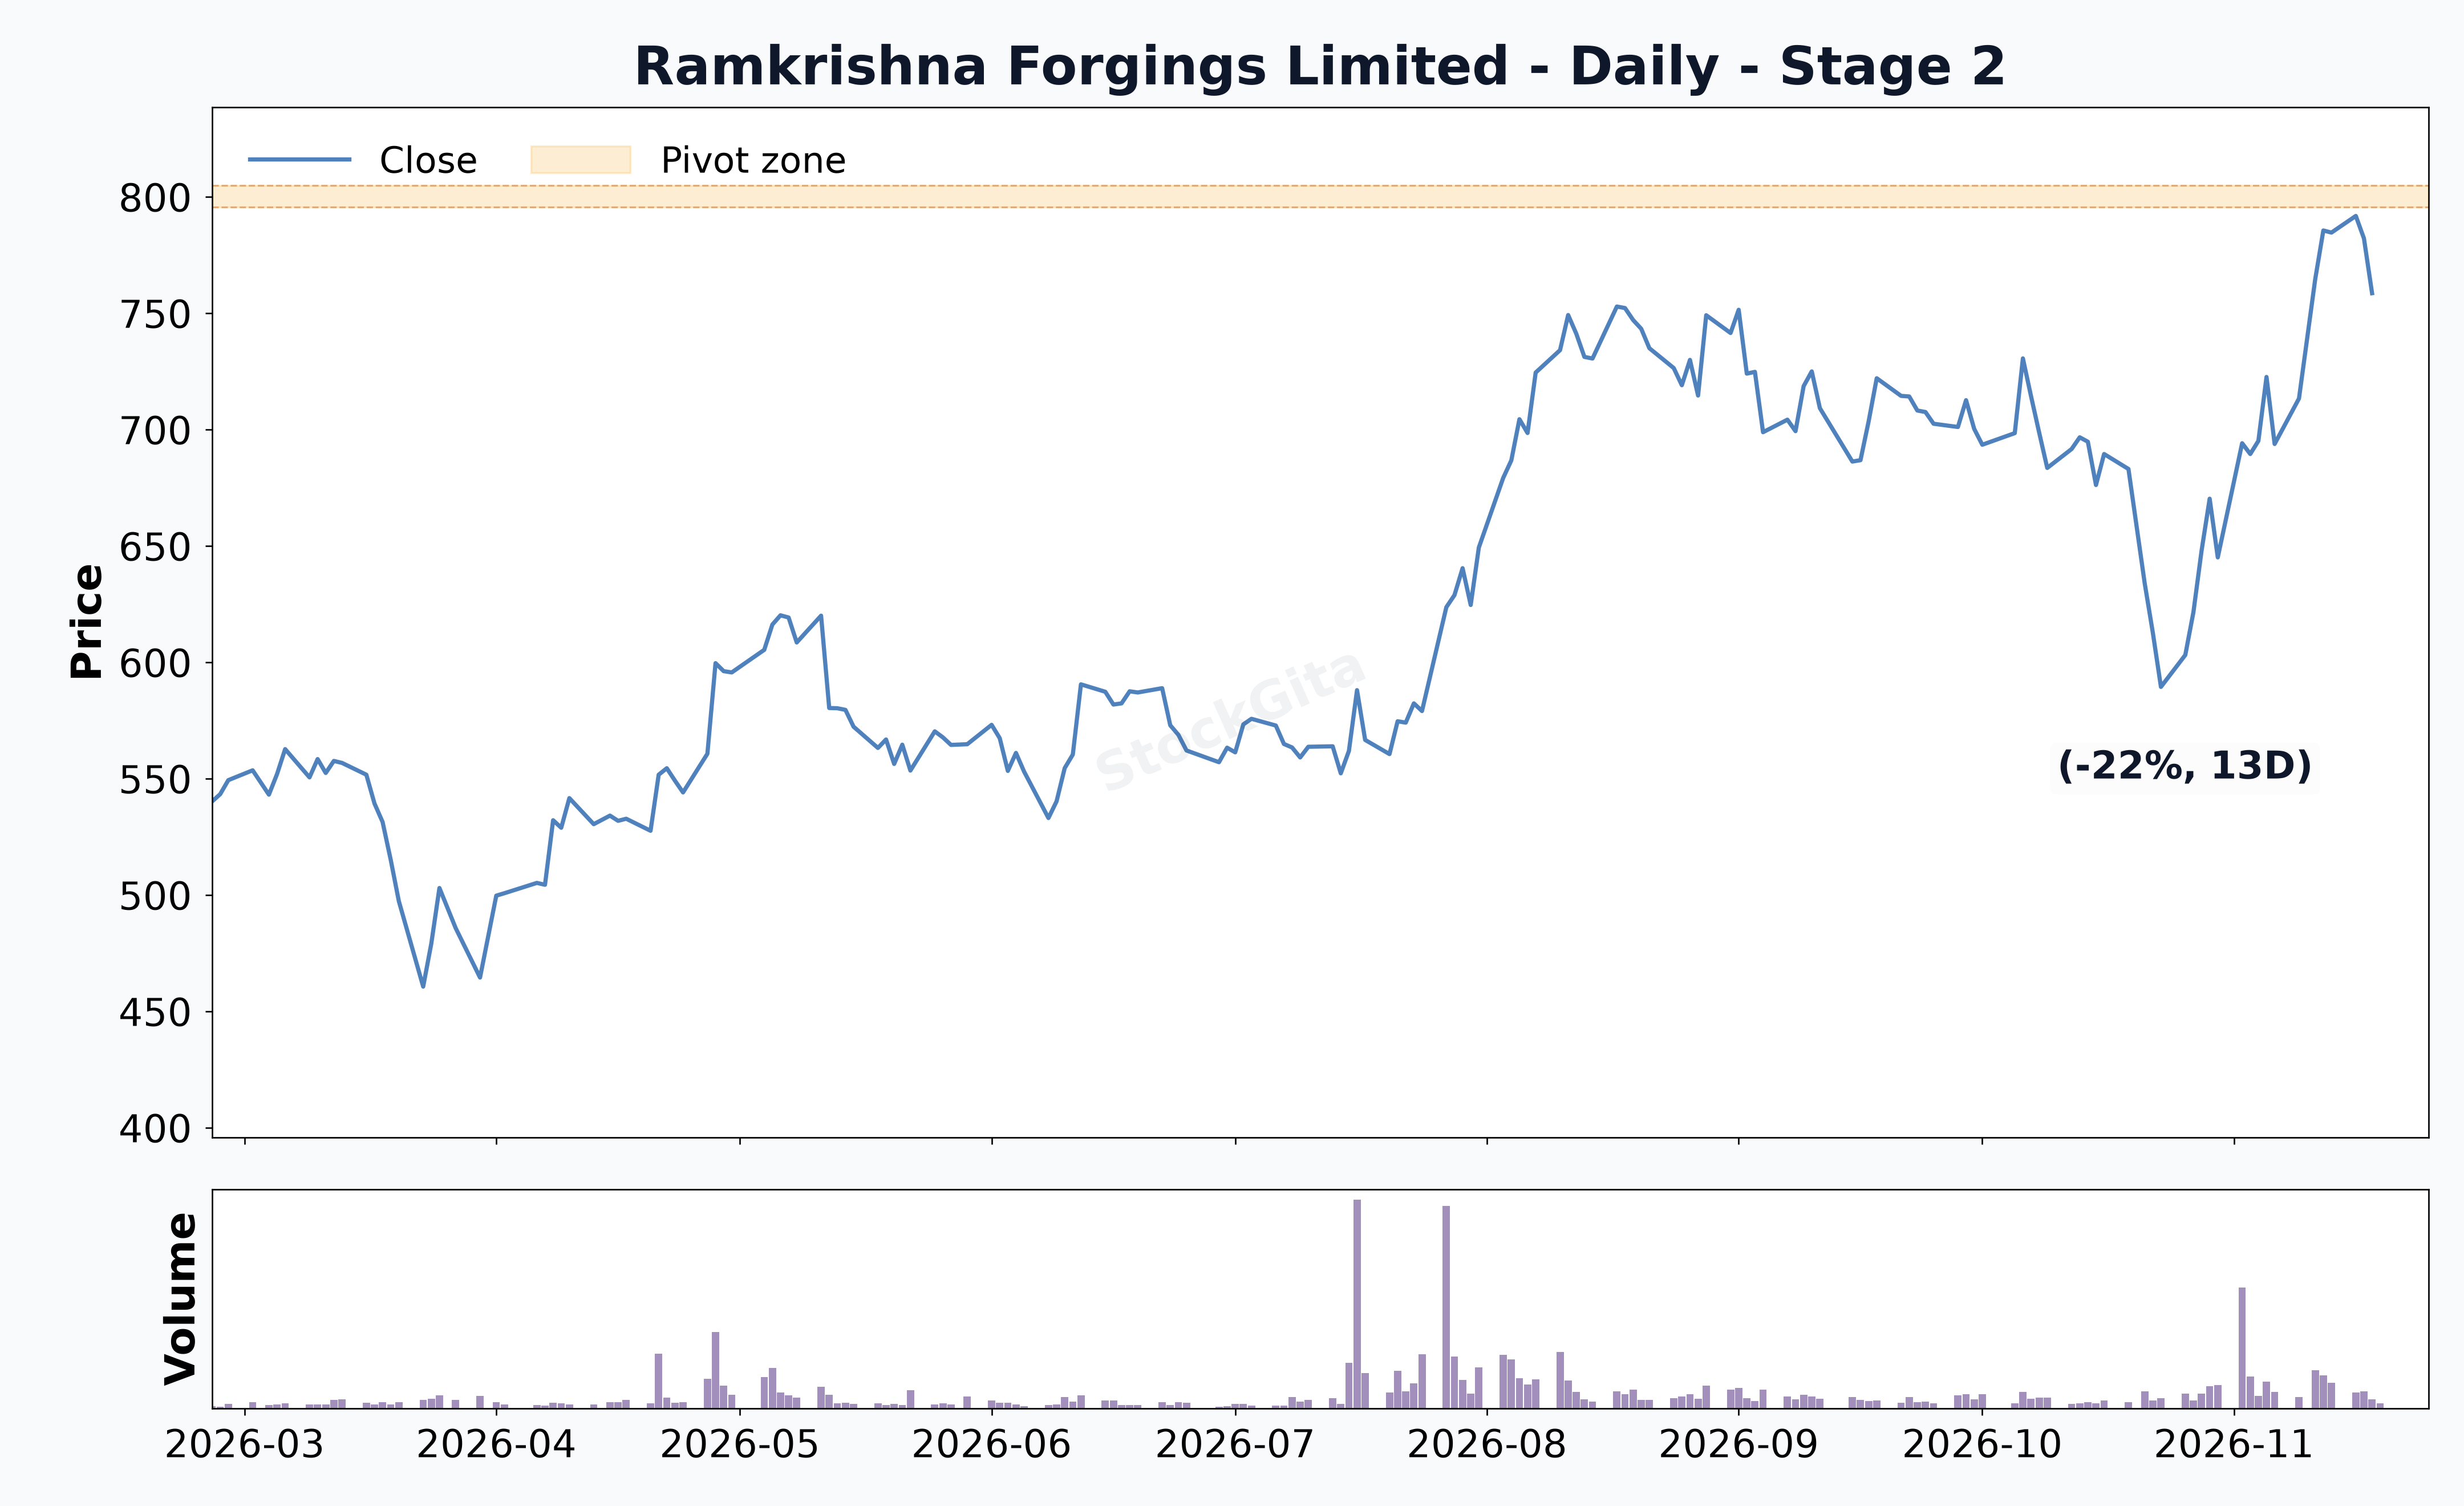 Ramkrishna Forgings Limited - Daily - Stage 2
Close
Pivot zone
800
750
700
650
600
550
500
450
400
Price
StockGita
(-22%, 13D)
Volume
2026-03
2026-04
2026-05
2026-06
2026-07
2026-08
2026-09
2026-10
2026-11